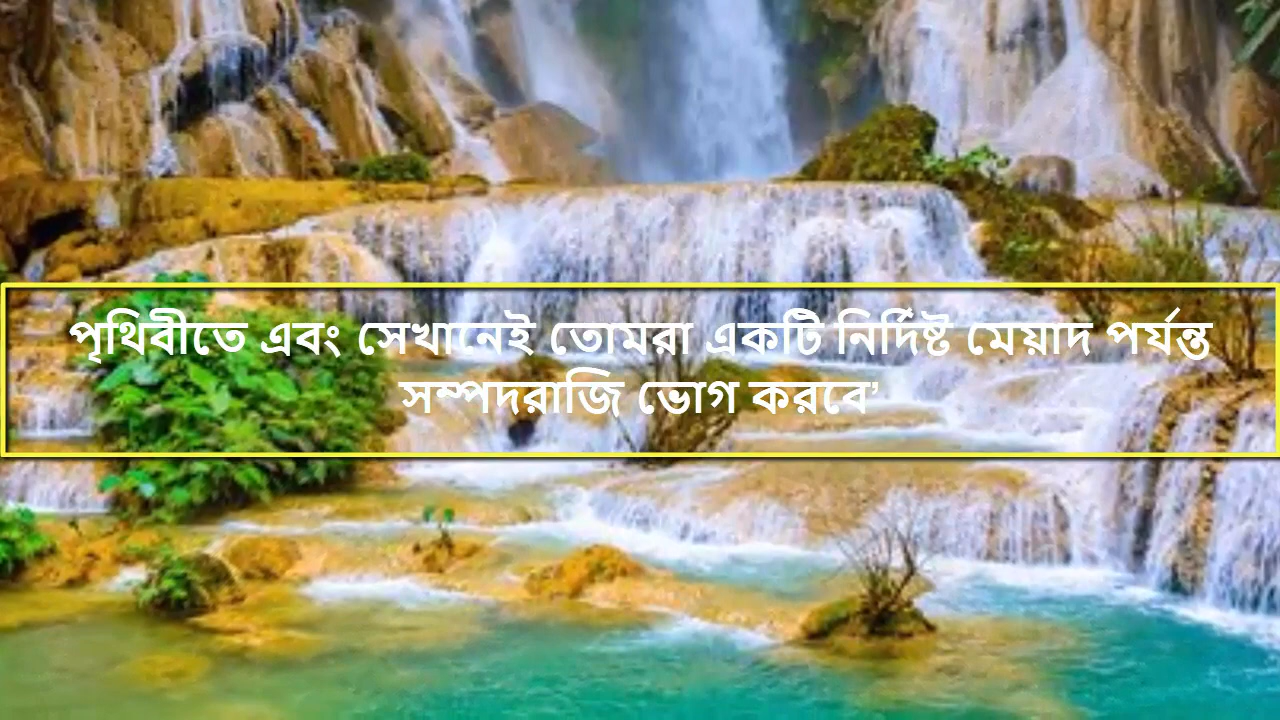 পৃথিবীতে এবং সেখানেই তোমরা একটি নির্দিষ্ট মেয়াদ পর্যন্ত
সম্পদরাজি ভোগ করবে’